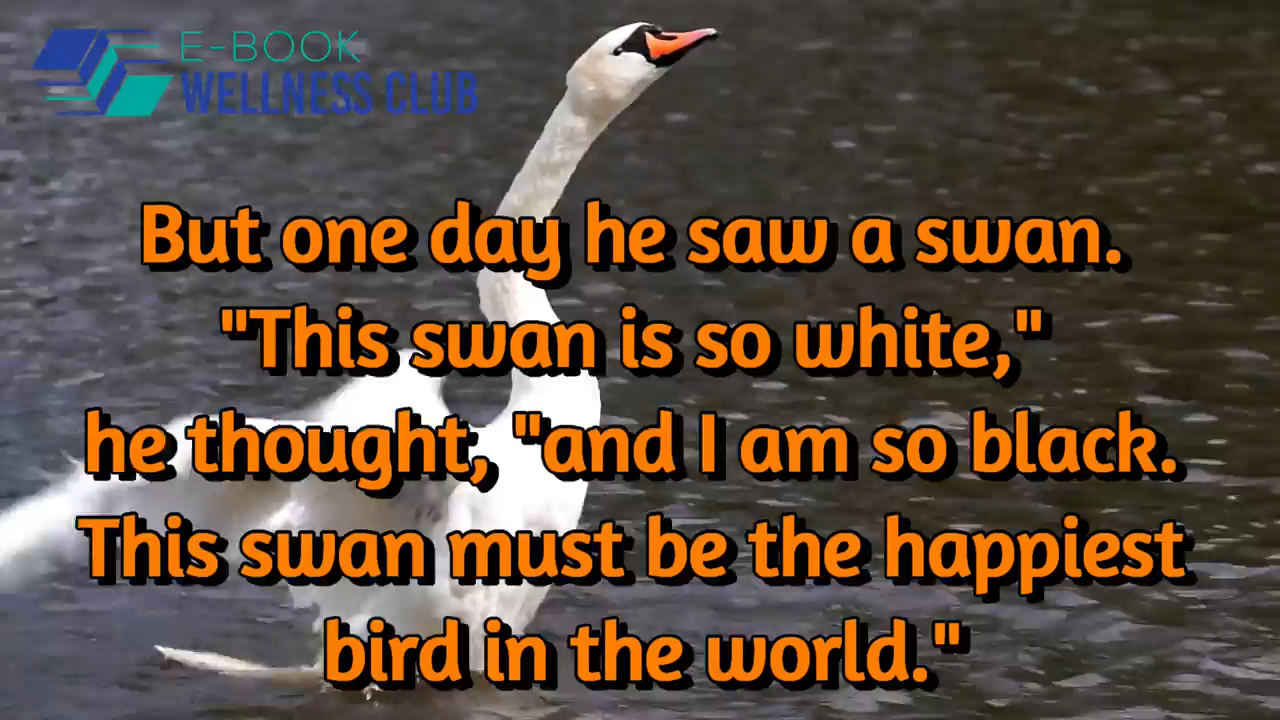 E-BOOK
WELLNESS CLUB
But one day he saw a swan.
"This swan is so white,"
he thought, "and I am so black.
This swan must be the happiest
bird in the world."